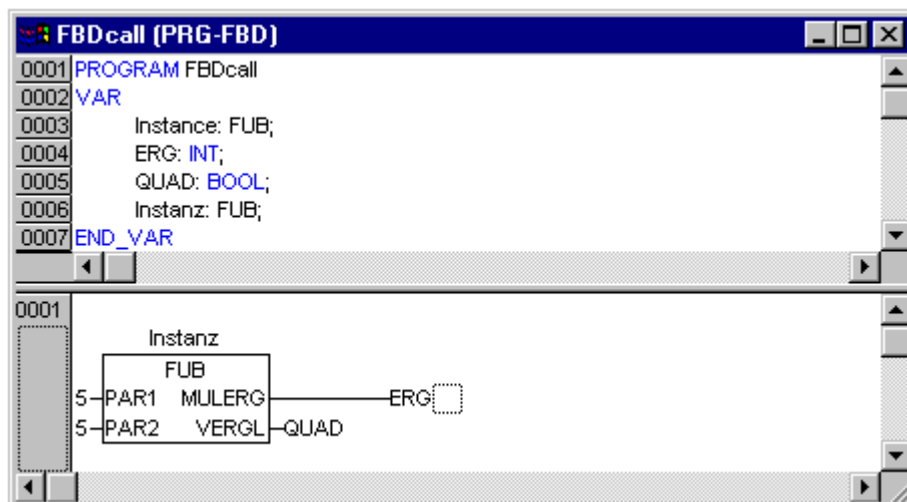 FBDcall (PRG-FBD)
0001 PROGRAM FBDcall
0002 VAR
0003 Instance: FUB;
0004 ERG: INT;
0005 QUAD: BOOL;
0006 Instanz: FUB;
0007 END_VAR
0001
Instanz
FUB
5 PAR1 MULERG ERG
5 PAR2 VERGL QUAD